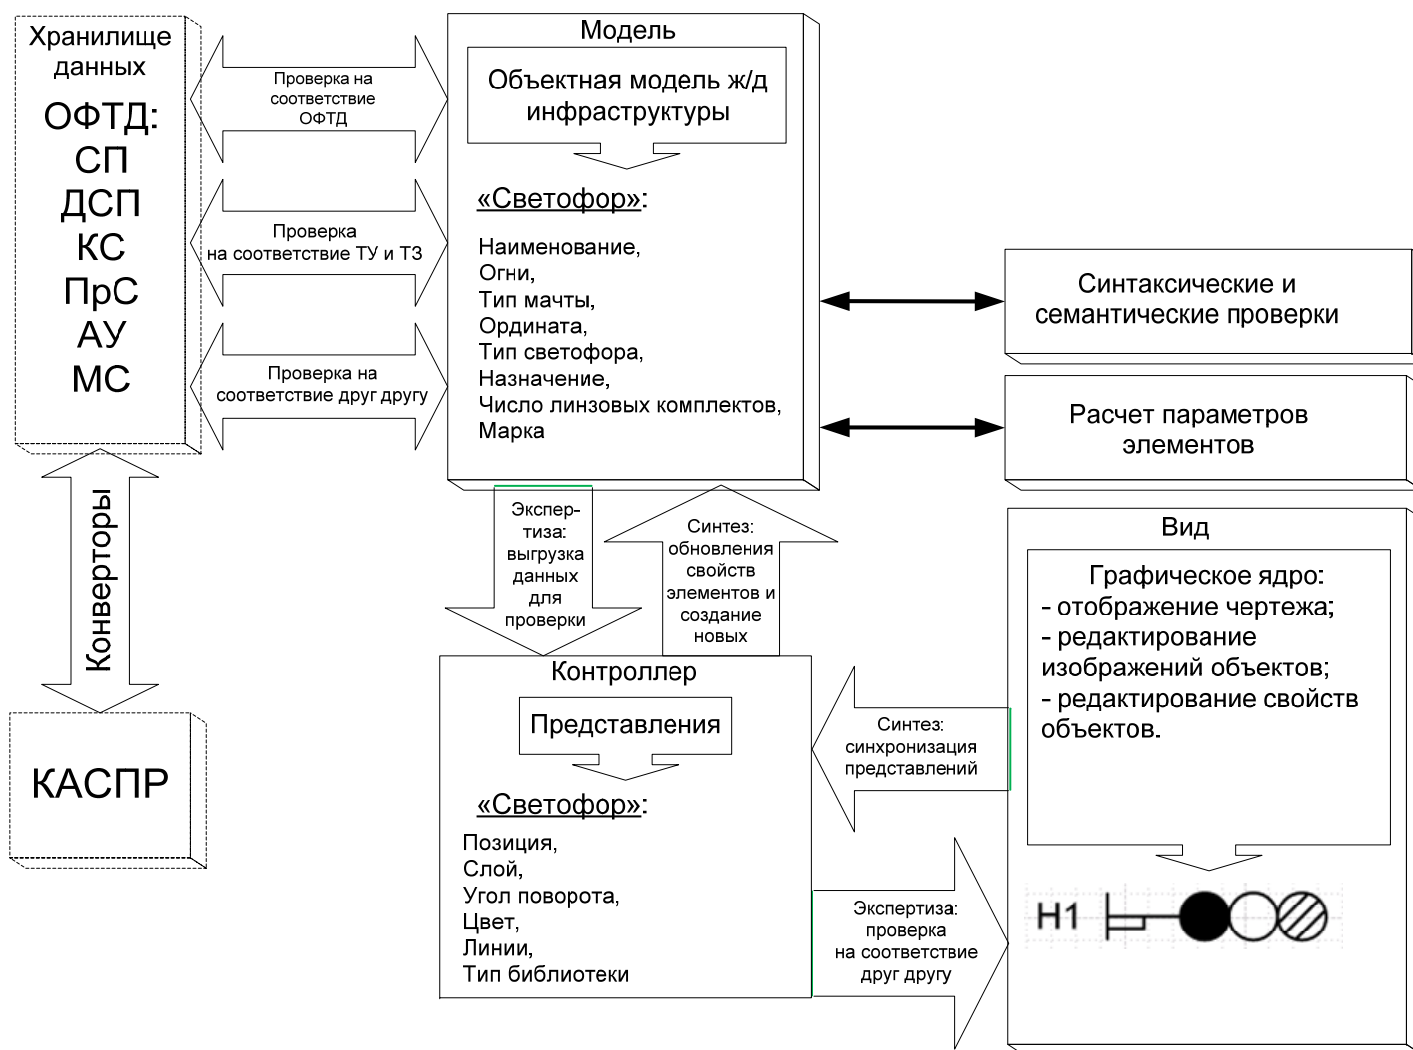 Хранилище
данных
ОФТД:
СП
ДСП
КС
ПрС
АУ
МС
Проверка на
соответствие
ОФТД
Проверка
на соответствие ТУ и ТЗ
Проверка на
соответствие друг другу
Модель
Объектная модель ж/д
инфраструктуры
«Светофор»:
Наименование,
Огни,
Тип мачты,
Ордината,
Тип светофора,
Назначение,
Число линзовых комплектов,
Марка
Синтаксические и
семантические проверки
Расчет параметров
элементов
Конверторы
КАСПР
Экспер-
тиза:
выгрузка
данных
для
проверки
Синтез:
обновления
свойств
элементов и
создание
новых
Контроллер
Представления
«Светофор»:
Позиция,
Слой,
Угол поворота,
Цвет,
Линии,
Тип библиотеки
Синтез:
синхронизация
представлений
Экспертиза:
проверка
на соответствие
друг другу
Вид
Графическое ядро:
- отображение чертежа;
- редактирование
изображений объектов;
- редактирование свойств
объектов.
Н1